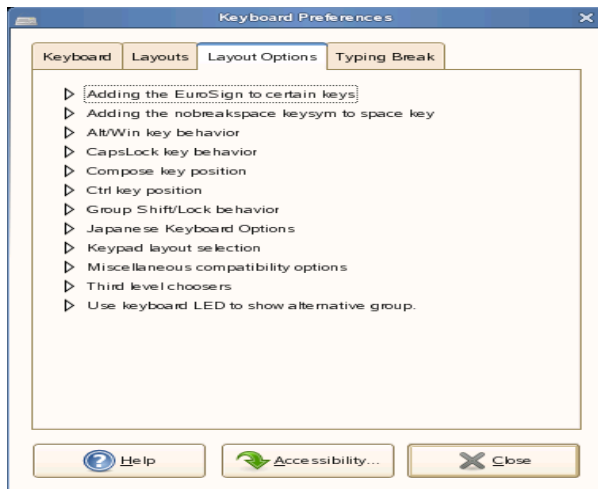 Keyboard Preferences
Keyboard Layouts Layout Options Typing Break
Adding the EuroSign to certain keys
Adding the nobreakspace keysym to space key
Alt/Win key behavior
CapsLock key behavior
Compose key position
Ctrl key position
Group Shift/Lock behavior
Japanese Keyboard Options
Keypad layout selection
Miscellaneous compatibility options
Third level choosers
Use keyboard LED to show alternative group.
Help Accessibility... Close